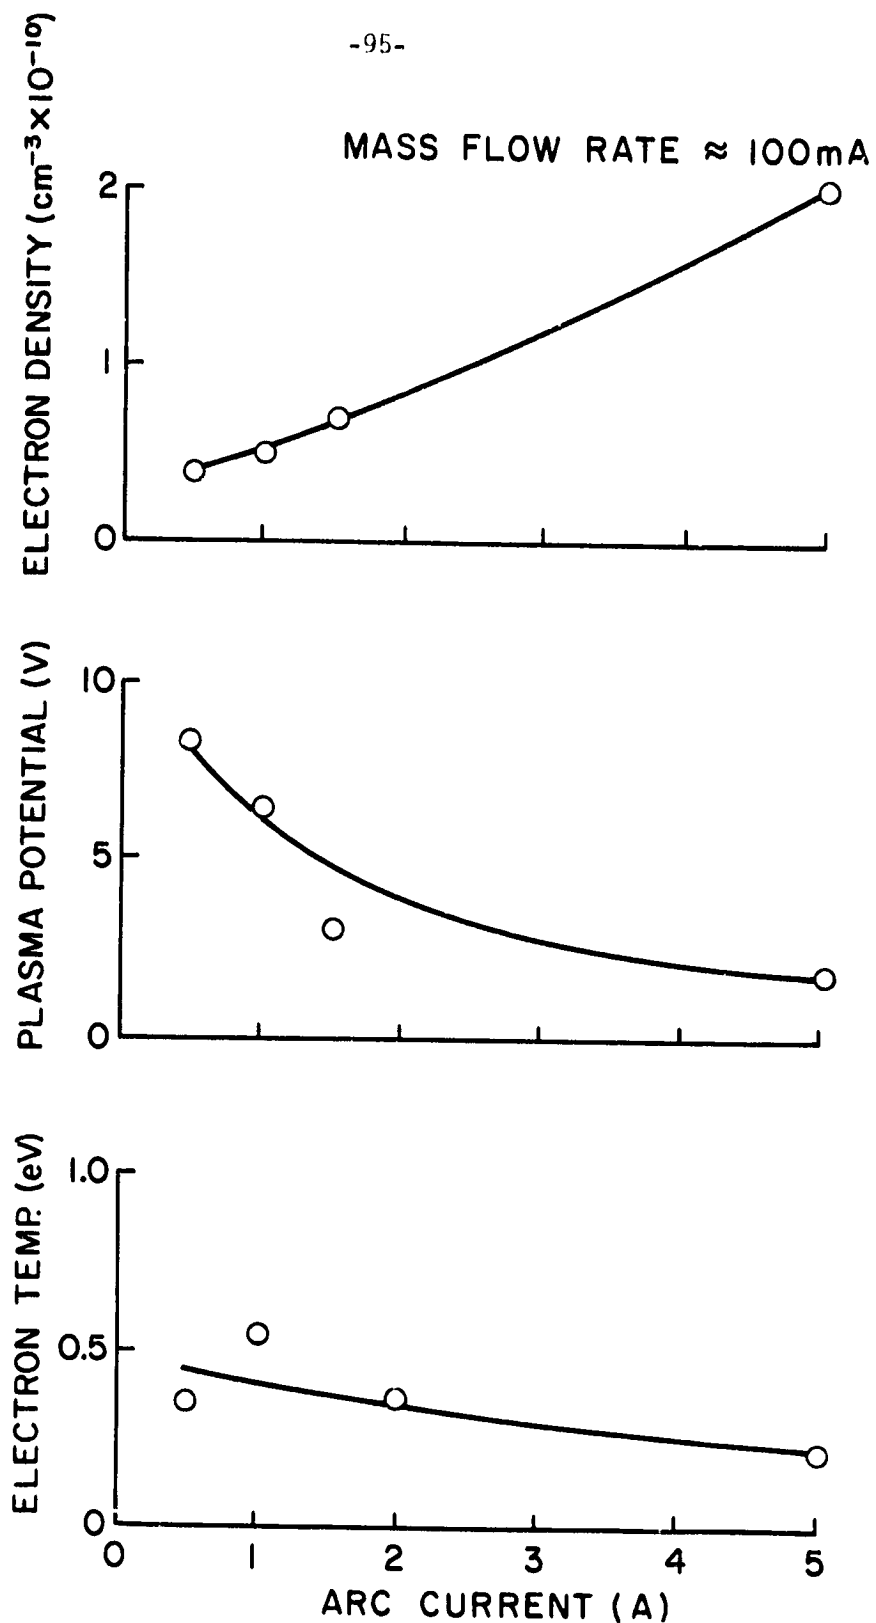 -95-
MASS FLOW RATE ≈ 100mA
ELECTRON DENSITY (cm⁻³×10⁻¹⁰)
2
1
0
PLASMA POTENTIAL (V)
10
5
0
ELECTRON TEMP. (eV)
1.0
0.5
0
0 1 2 3 4 5
ARC CURRENT (A)